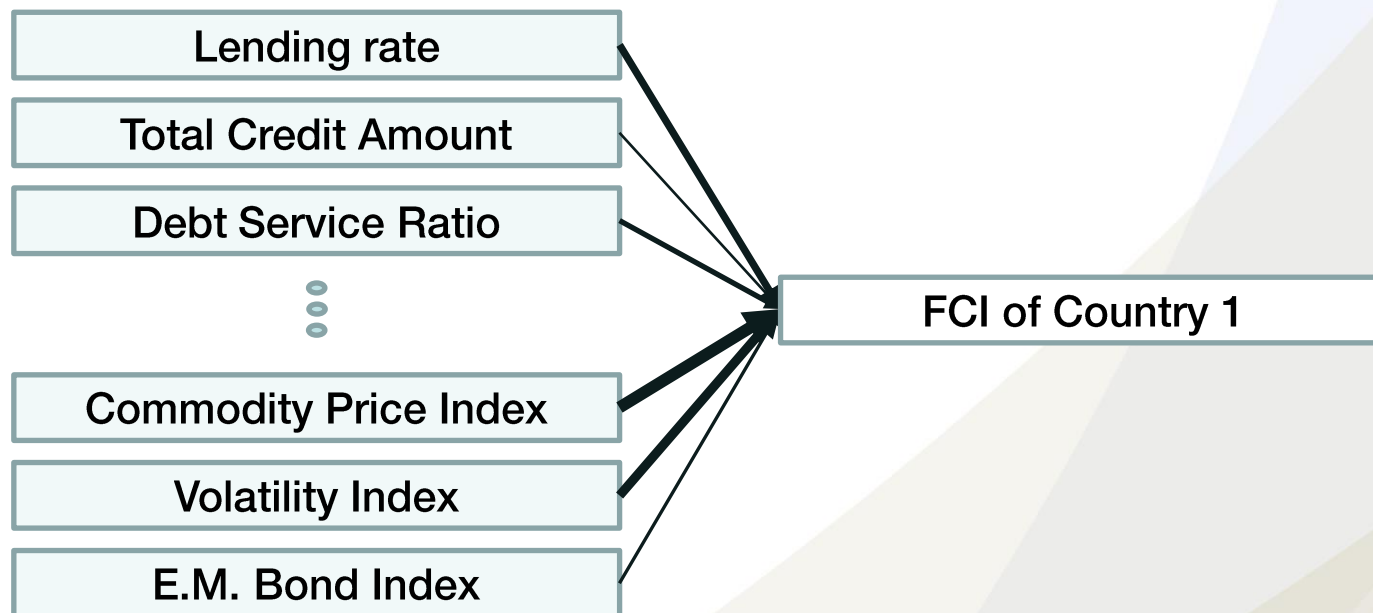 Lending rate
Total Credit Amount
Debt Service Ratio
FCI of Country 1
Commodity Price Index
Volatility Index
E.M. Bond Index